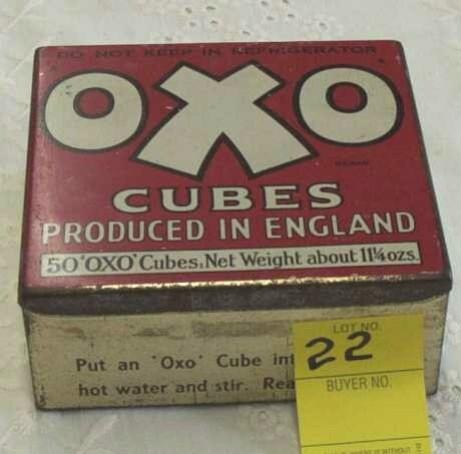 DO NOT KEEP IN REFRIGERATOR
OXO
CUBES
PRODUCED IN ENGLAND
50 'OXO' Cubes. Net Weight about 11¼ ozs.
Put an 'Oxo' Cube int
hot water and stir. Rea
LOT NO.
22
BUYER NO.